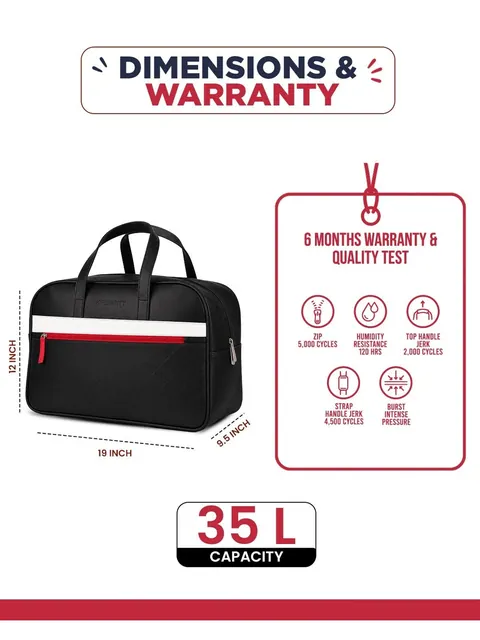 DIMENSIONS &
WARRANTY
6 MONTHS WARRANTY &
QUALITY TEST
ZIP
5,000 CYCLES
HUMIDITY
RESISTANCE
120 HRS
TOP HANDLE
JERK
2,000 CYCLES
STRAP
HANDLE JERK
4,500 CYCLES
BURST
INTENSE
PRESSURE
12 INCH
19 INCH
9.5 INCH
35 L
CAPACITY